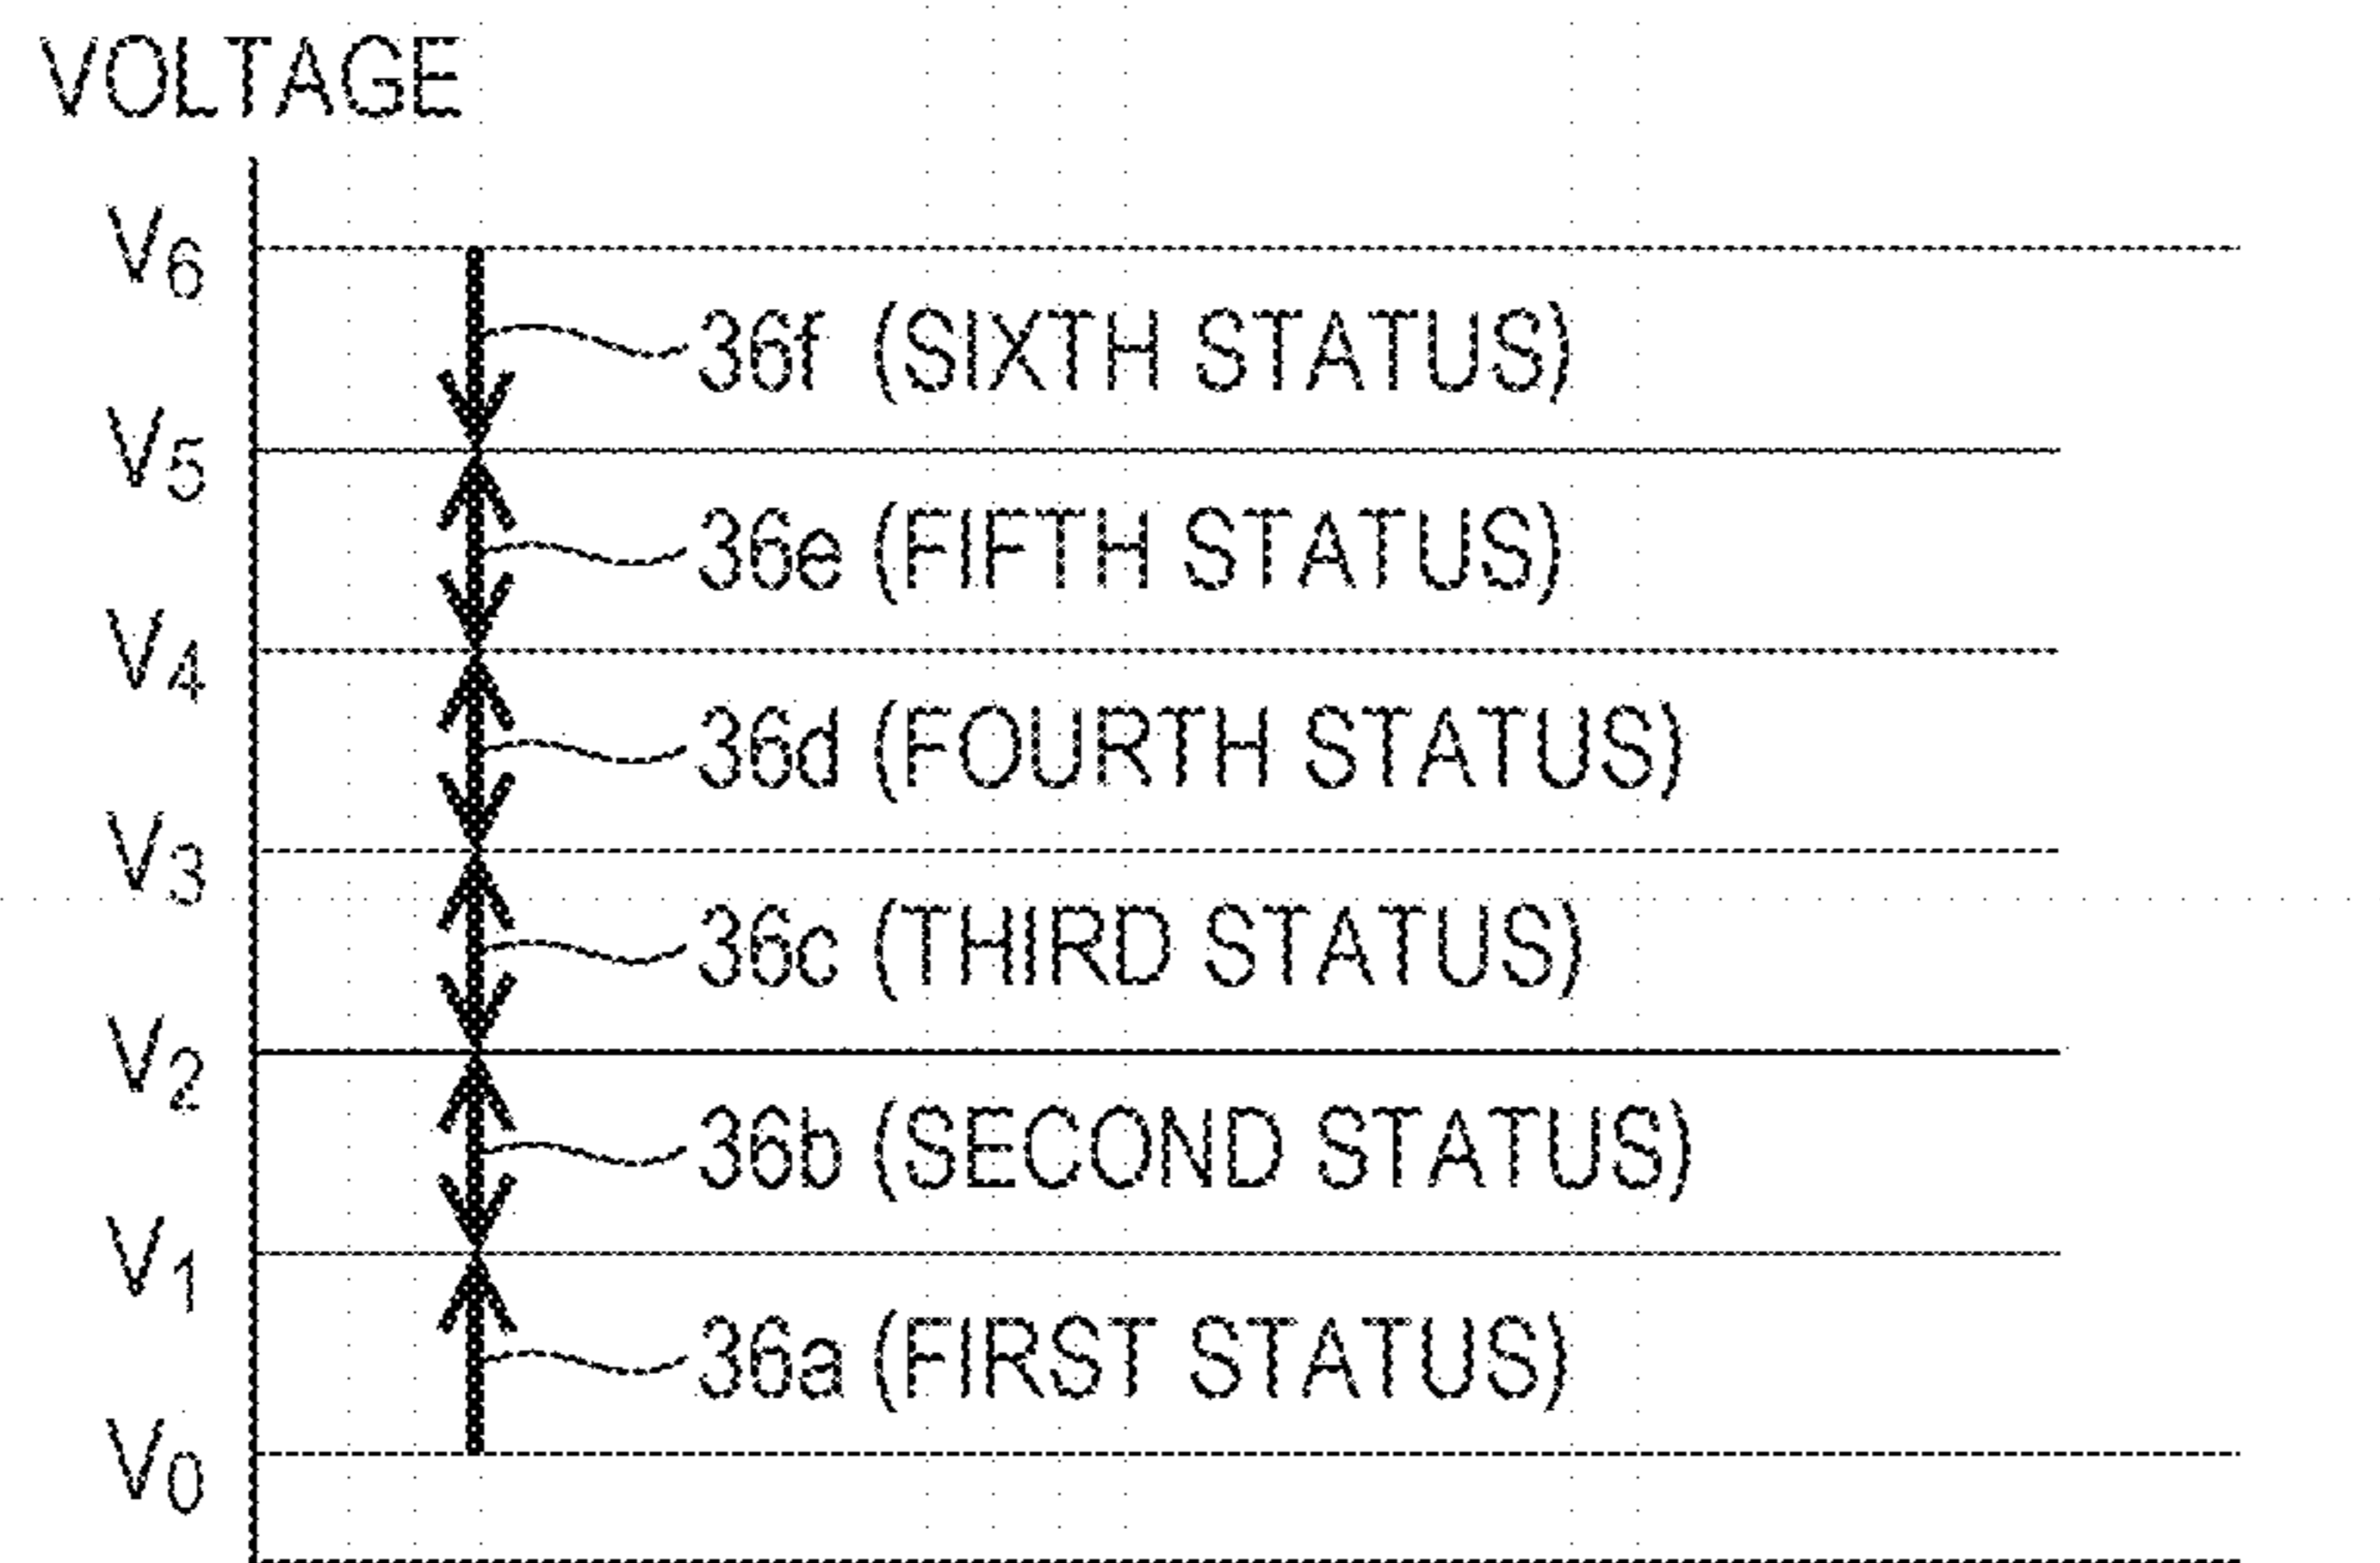 VOLTAGE
V6
36f (SIXTH STATUS)
V5
36e (FIFTH STATUS)
V4
36d (FOURTH STATUS)
V3
36c (THIRD STATUS)
V2
36b (SECOND STATUS)
V1
36a (FIRST STATUS)
V0